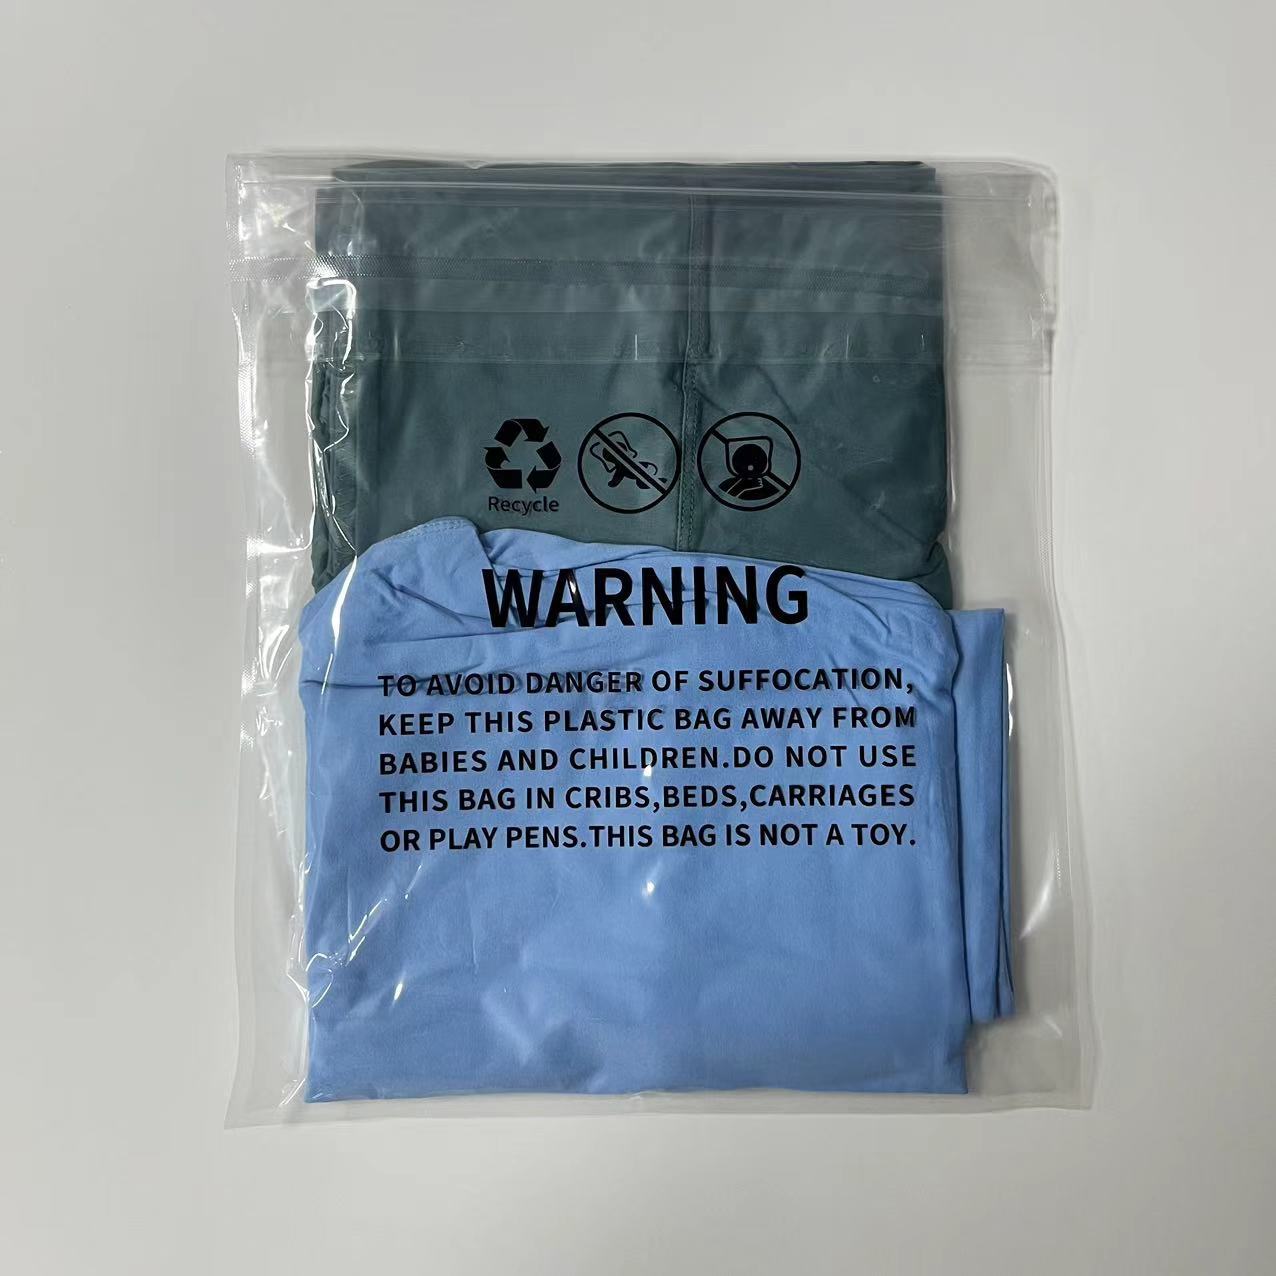 Recycle
WARNING
TO AVOID DANGER OF SUFFOCATION,
KEEP THIS PLASTIC BAG AWAY FROM
BABIES AND CHILDREN.DO NOT USE
THIS BAG IN CRIBS,BEDS,CARRIAGES
OR PLAY PENS.THIS BAG IS NOT A TOY.